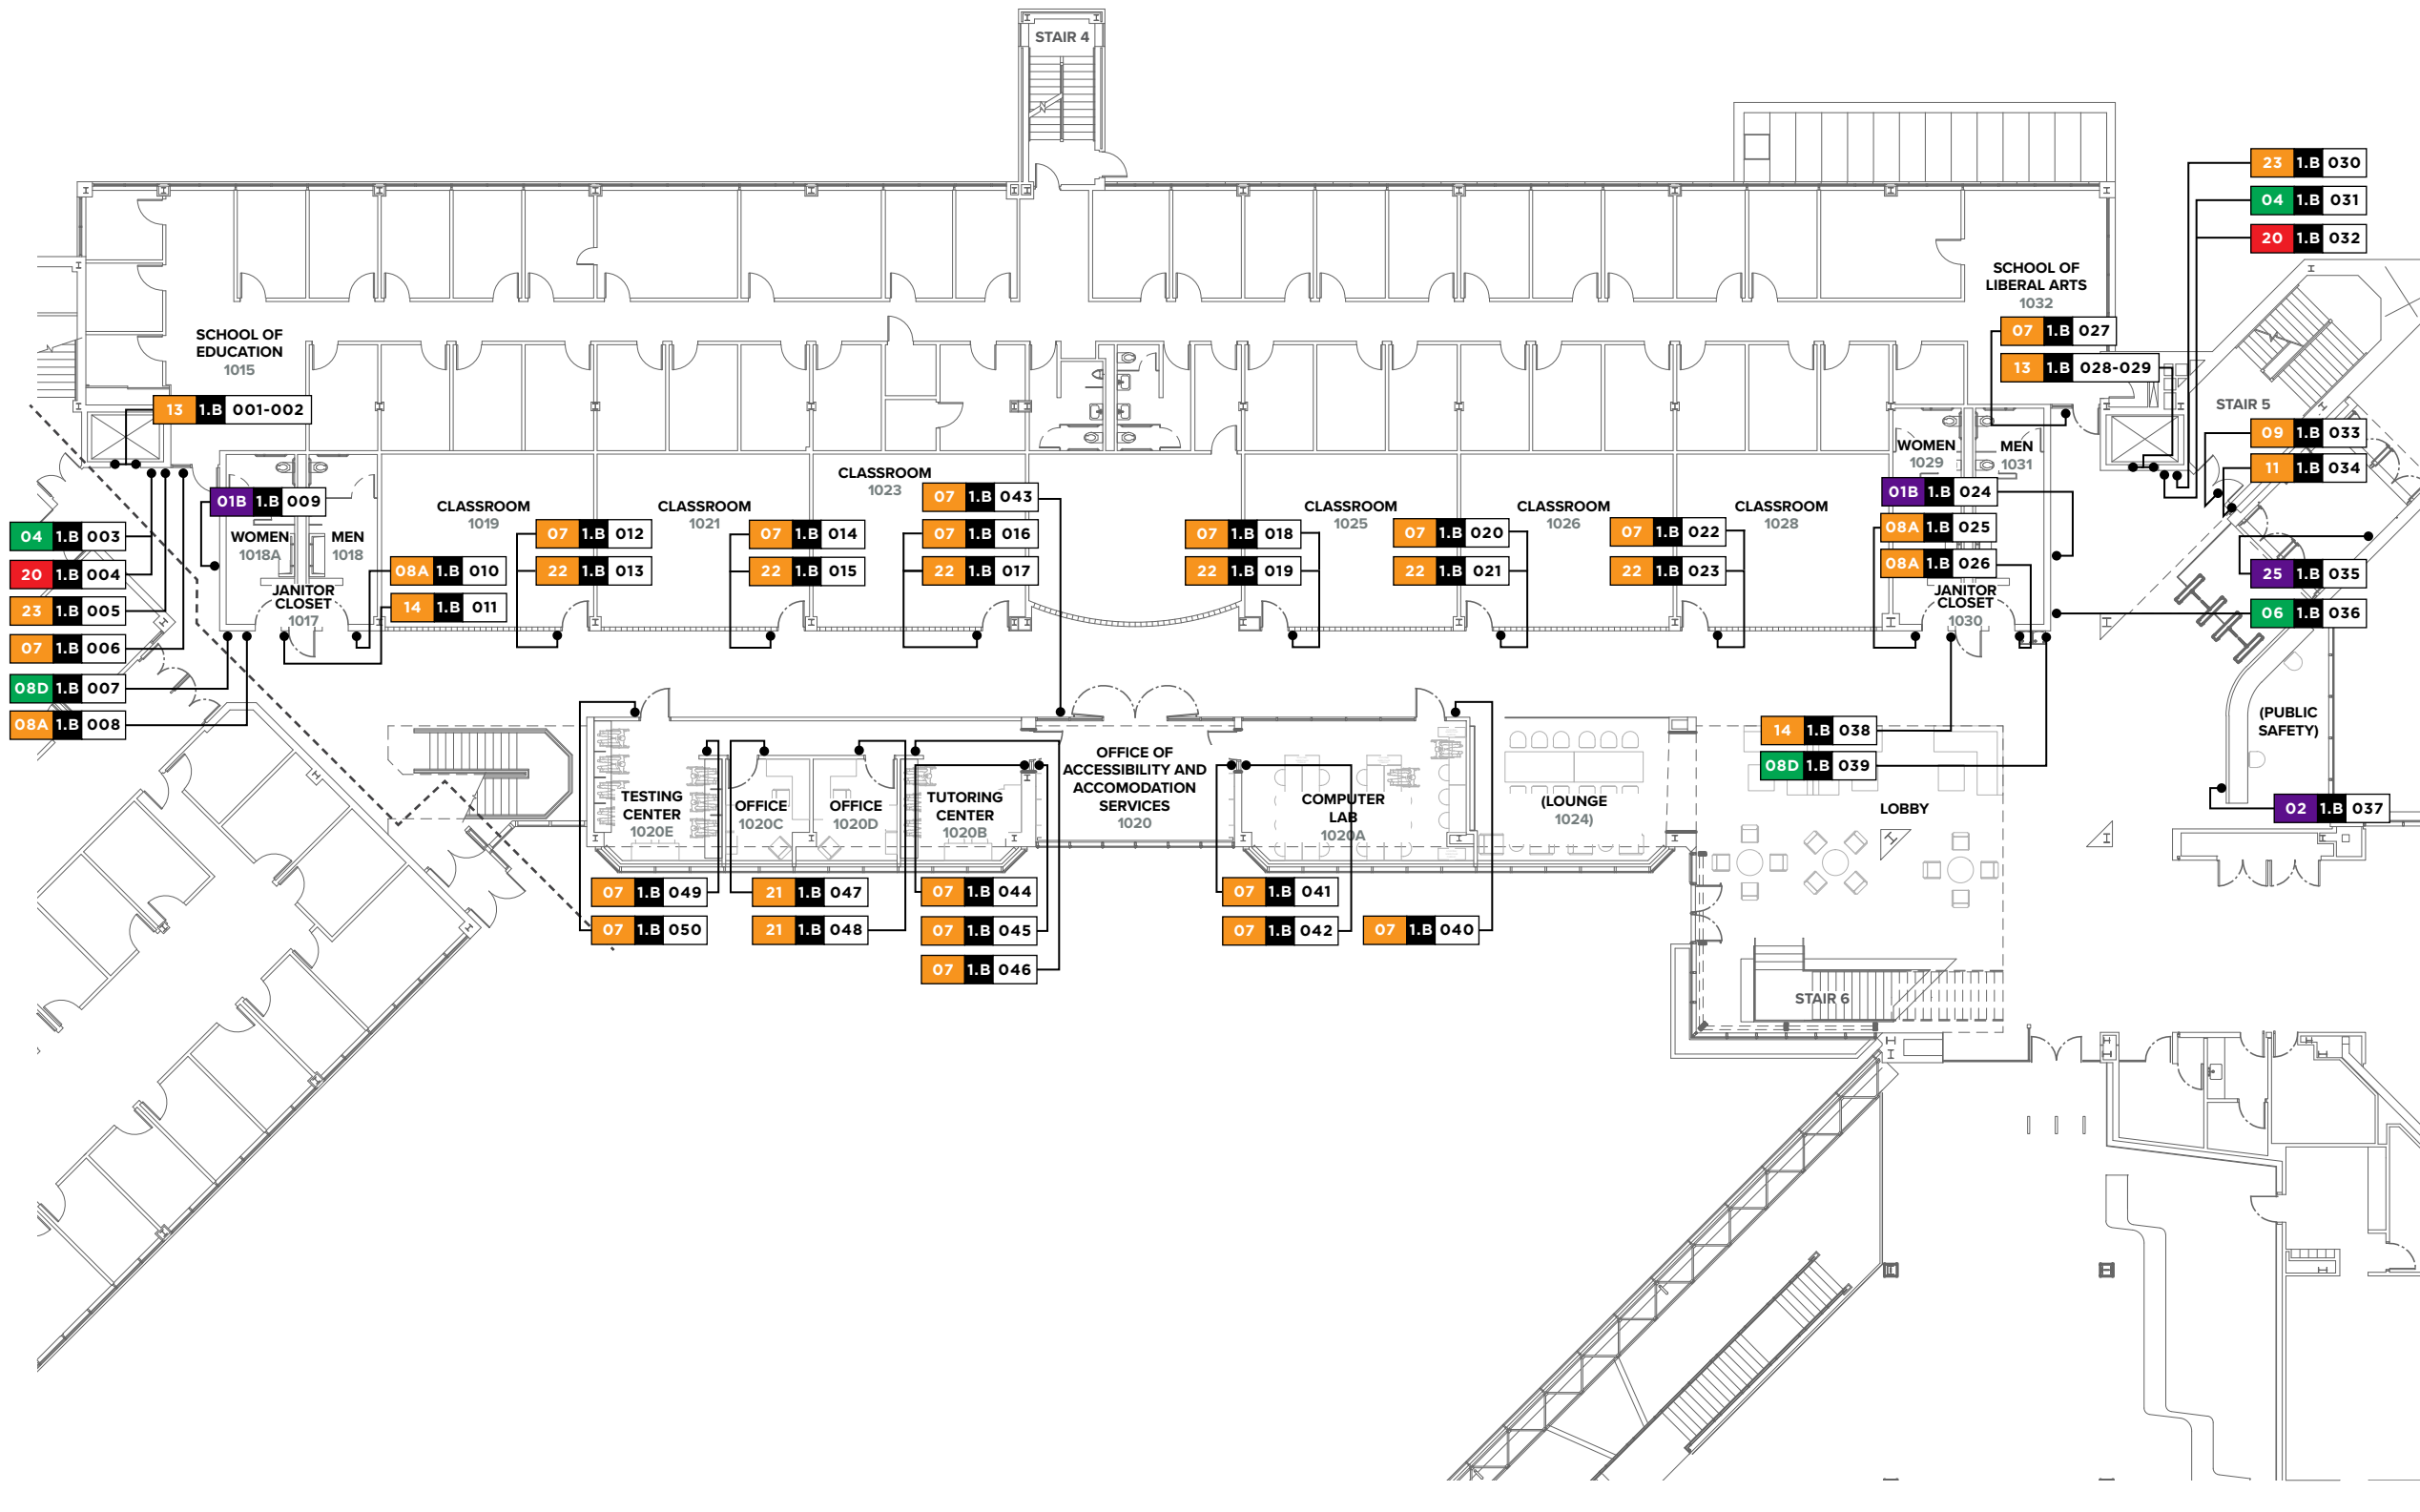 STAIR 4
23 1.B 030
04 1.B 031
20 1.B 032
SCHOOL OF
LIBERAL ARTS
1032
07 1.B 027
13 1.B 028-029
SCHOOL OF
EDUCATION
1015
13 1.B 001-002
STAIR 5
09 1.B 033
11 1.B 034
WOMEN
1029
MEN
1031
01B 1.B 009
04 1.B 003
20 1.B 004
23 1.B 005
07 1.B 006
08D 1.B 007
08A 1.B 008
WOMEN
1018A
MEN
1018
JANITOR
CLOSET
1017
08A 1.B 010
14 1.B 011
CLASSROOM
1019
07 1.B 012
22 1.B 013
CLASSROOM
1021
07 1.B 014
22 1.B 015
CLASSROOM
1023
07 1.B 043
07 1.B 016
22 1.B 017
07 1.B 018
22 1.B 019
CLASSROOM
1025
07 1.B 020
22 1.B 021
CLASSROOM
1026
07 1.B 022
22 1.B 023
CLASSROOM
1028
01B 1.B 024
08A 1.B 025
08A 1.B 026
JANITOR
CLOSET
1030
25 1.B 035
06 1.B 036
(PUBLIC
SAFETY)
02 1.B 037
14 1.B 038
08D 1.B 039
LOBBY
TESTING
CENTER
1020E
OFFICE
1020C
OFFICE
1020D
TUTORING
CENTER
1020B
OFFICE OF
ACCESSIBILITY AND
ACCOMODATION
SERVICES
1020
COMPUTER
LAB
1020A
(LOUNGE
1024)
07 1.B 049
07 1.B 050
21 1.B 047
21 1.B 048
07 1.B 044
07 1.B 045
07 1.B 046
07 1.B 041
07 1.B 042
07 1.B 040
STAIR 6